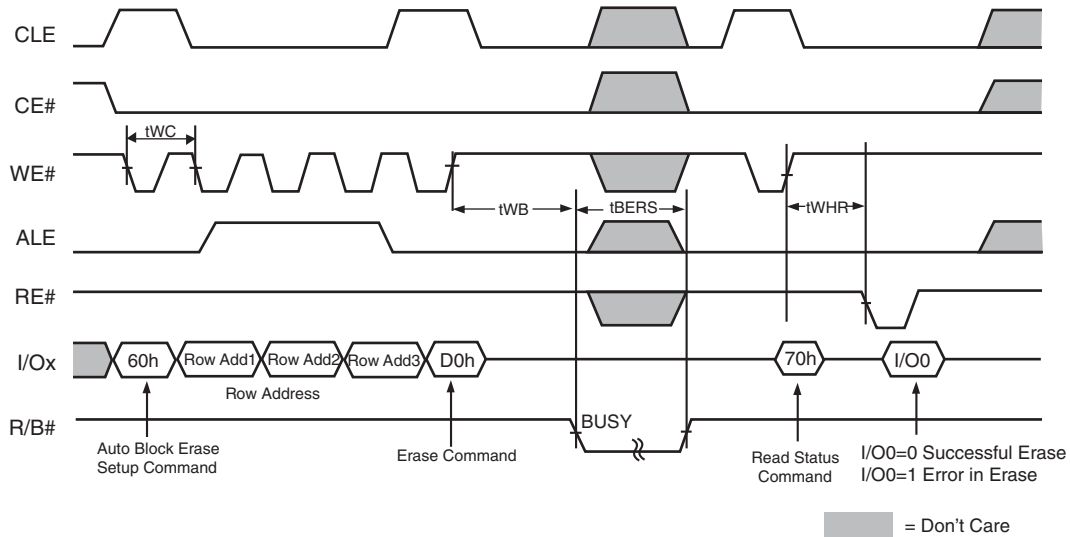 CLE
CE#
tWC
WE#
tWB
tBERS
tWHR
ALE
RE#
I/Ox
60h
Row Add1
Row Add2
Row Add3
D0h
70h
I/O0
Row Address
R/B#
BUSY
Auto Block Erase
Setup Command
Erase Command
Read Status
Command
I/O0=0 Successful Erase
I/O0=1 Error in Erase
= Don't Care